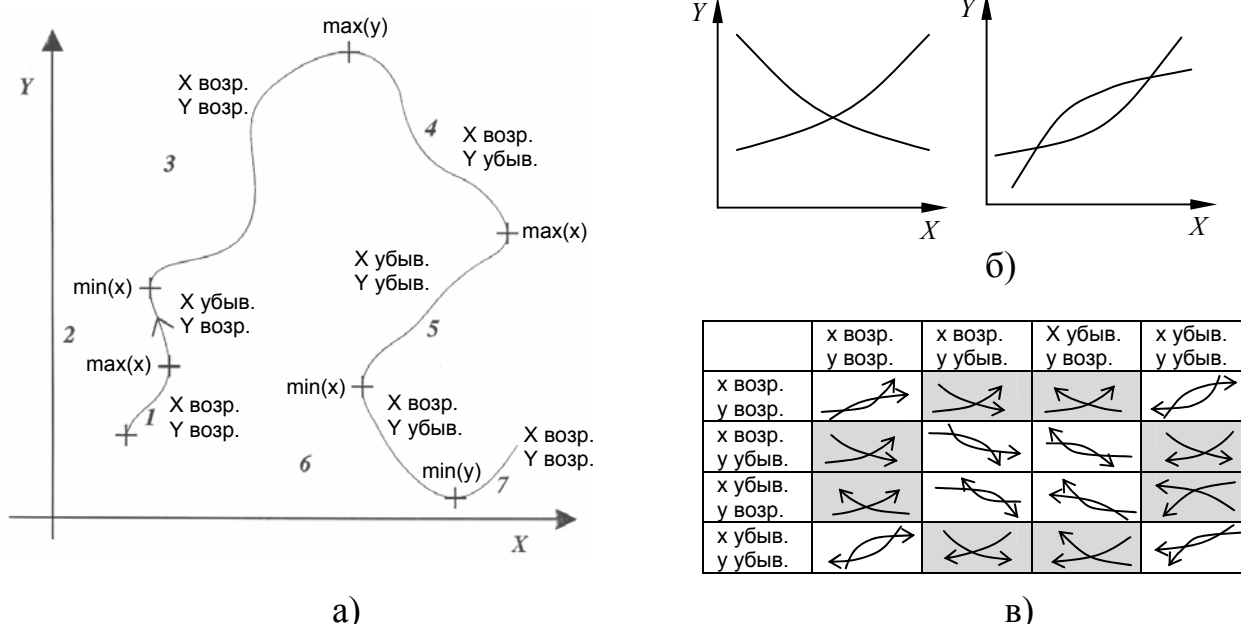 max(y)
Y
X возр.
Y возр.
3
4
X возр.
Y убыв.
max(x)
X убыв.
Y убыв.
min(x)
X убыв.
Y возр.
2
5
max(x)
min(x)
1
X возр.
Y возр.
X возр.
Y убыв.
X возр.
Y возр.
6
min(y)
7
X
а)
Y
X
Y
X
б)
x возр. x возр. X убыв. x убыв.
y возр. y убыв. y возр. y убыв.
x возр.
y возр.
x возр.
y убыв.
x убыв.
y возр.
x убыв.
y убыв.
в)